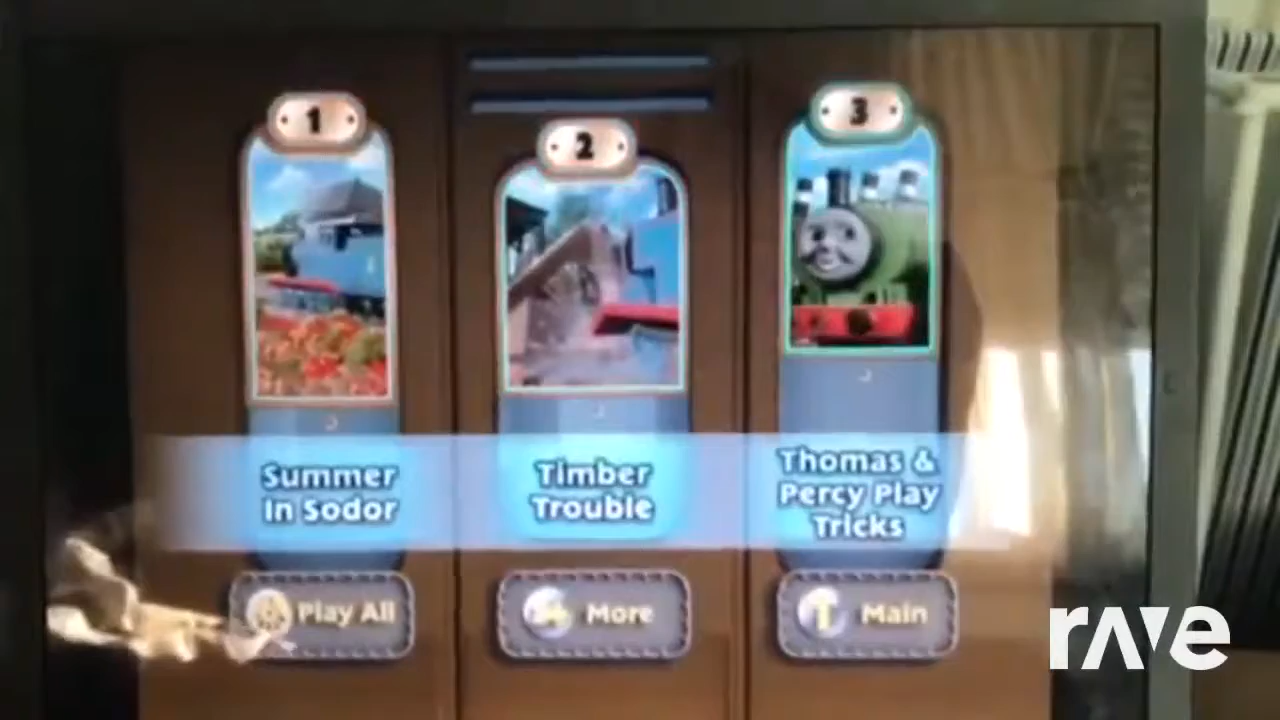 1
2
3
Summer
In Sodor
Timber
Trouble
Thomas &
Percy Play
Tricks
Play All
More
Main
rave